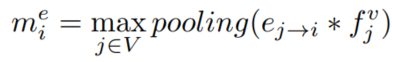 $m_i^e = \max_{j \in V} pooling(e_{j \to i} * f_j^v)$